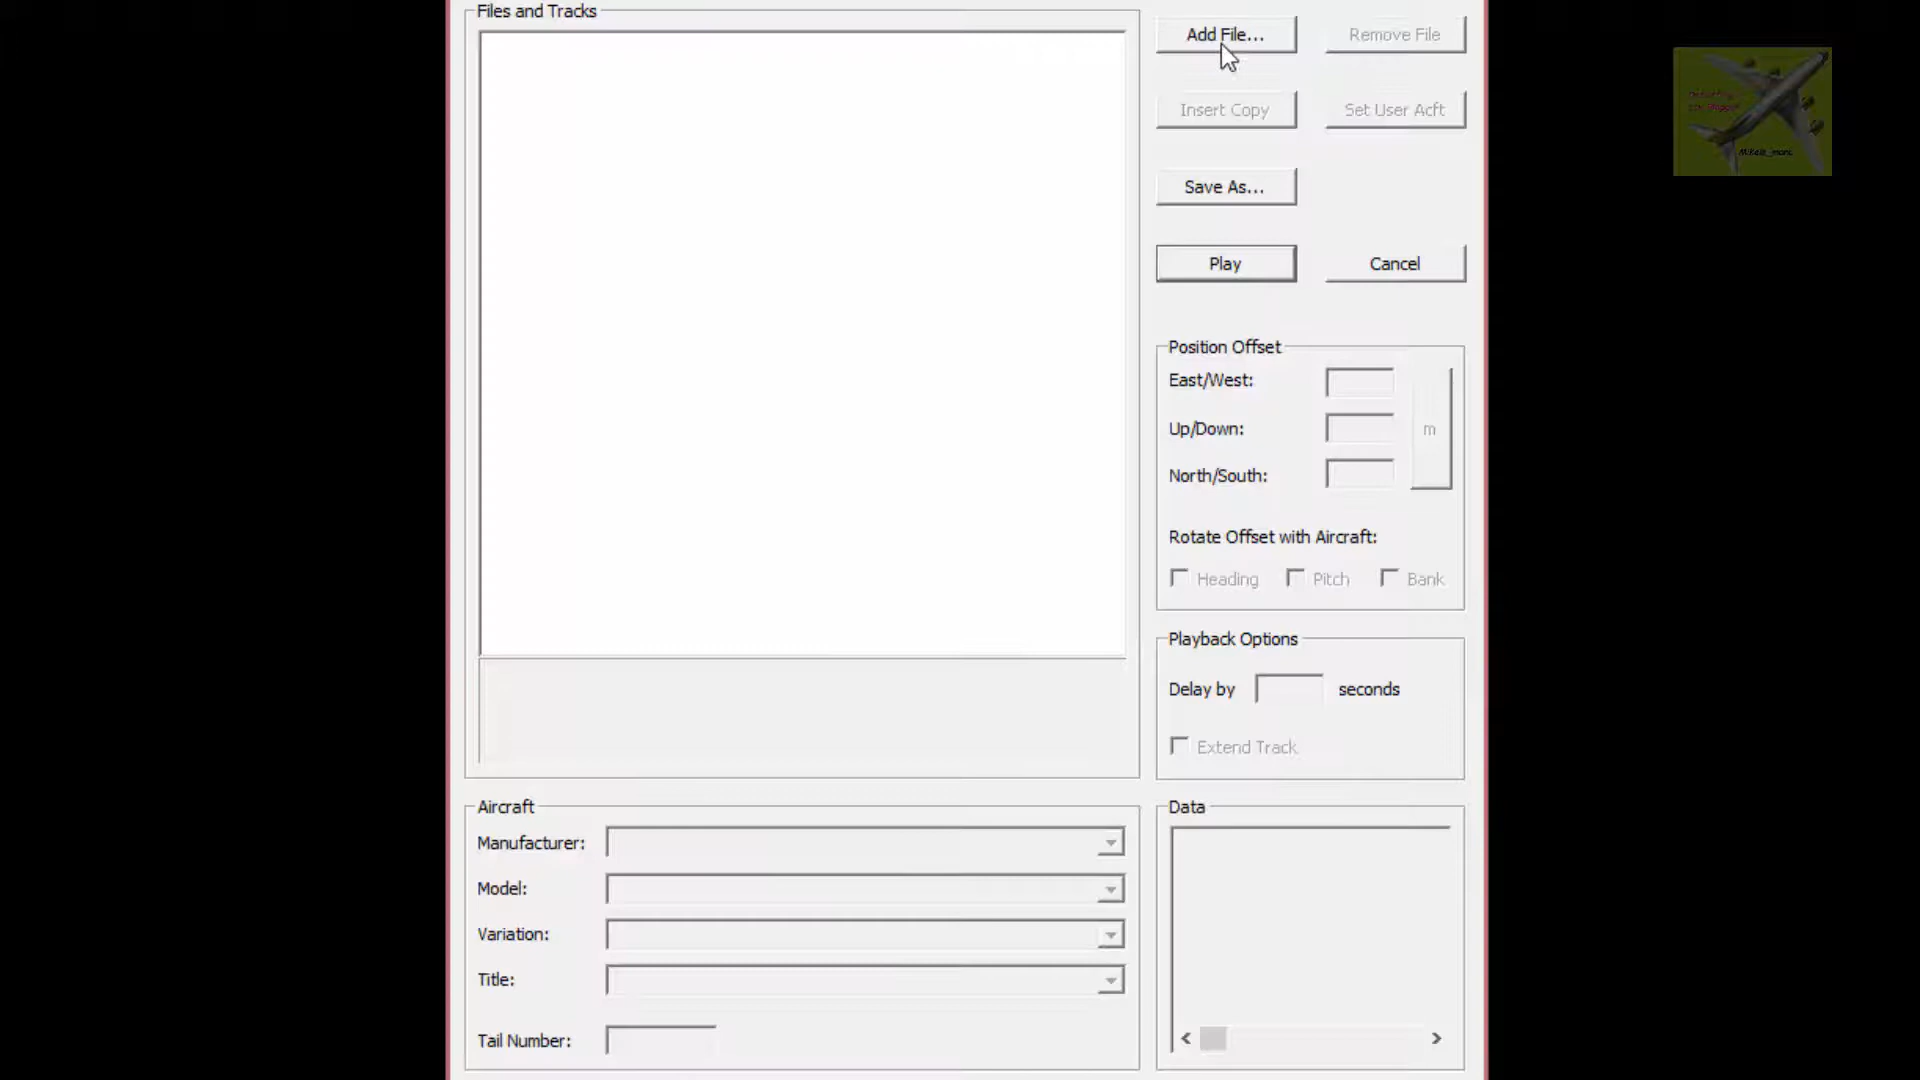 Files and Tracks
Add File...
Remove File
Insert Copy
Set User Acft
Save As...
Play
Cancel
Position Offset
East/West:
Up/Down:
m
North/South:
Rotate Offset with Aircraft:
Heading
Pitch
Bank
Playback Options
Delay by
seconds
Extend Track
Aircraft
Manufacturer:
Model:
Variation:
Title:
Tail Number:
Data